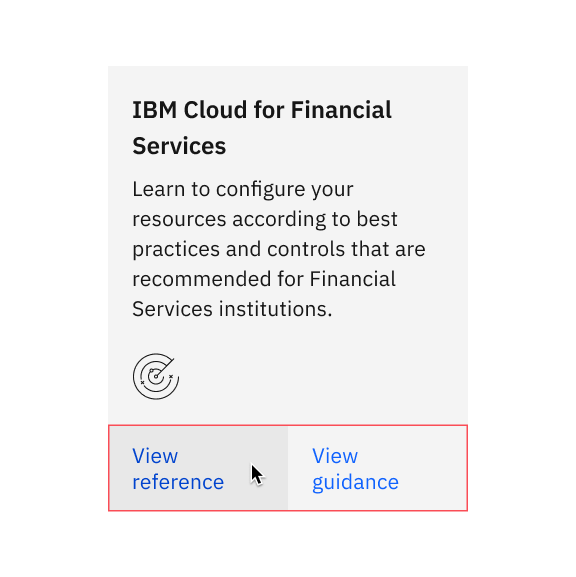 IBM Cloud for Financial
Services
Learn to configure your
resources according to best
practices and controls that are
recommended for Financial
Services institutions.
View
reference
View
guidance